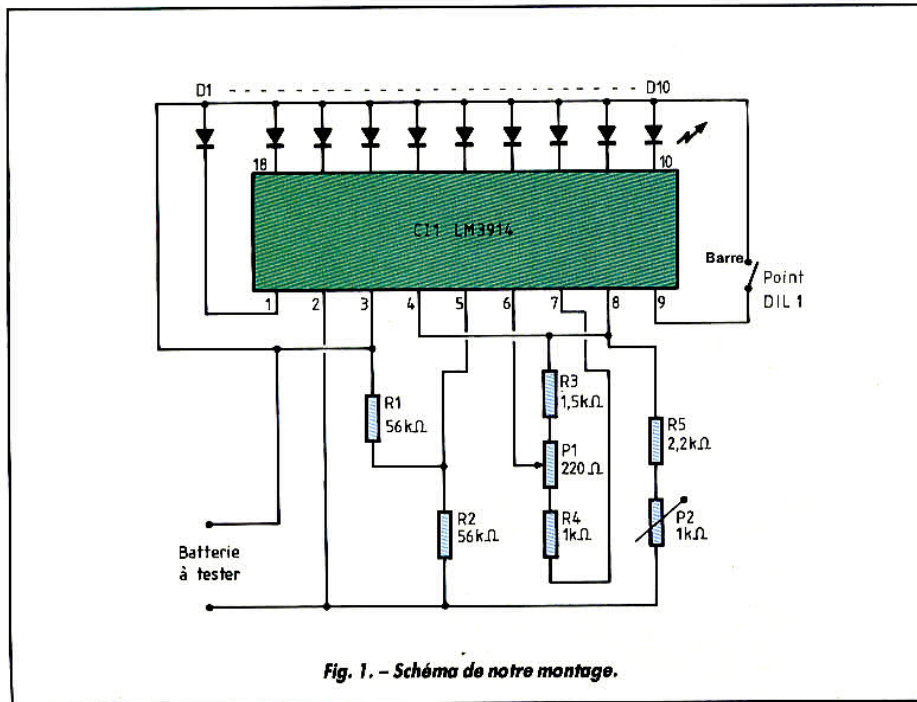 D1 D10
18 10
CI1 LM3914
Barre
Point
DIL 1
1 2 3 4 5 6 7 8 9
R1
56kΩ
R3
1,5kΩ
R5
2,2kΩ
P1
220Ω
R2
56kΩ
R4
1kΩ
P2
1kΩ
Batterie
à tester
Fig. 1. – Schéma de notre montage.